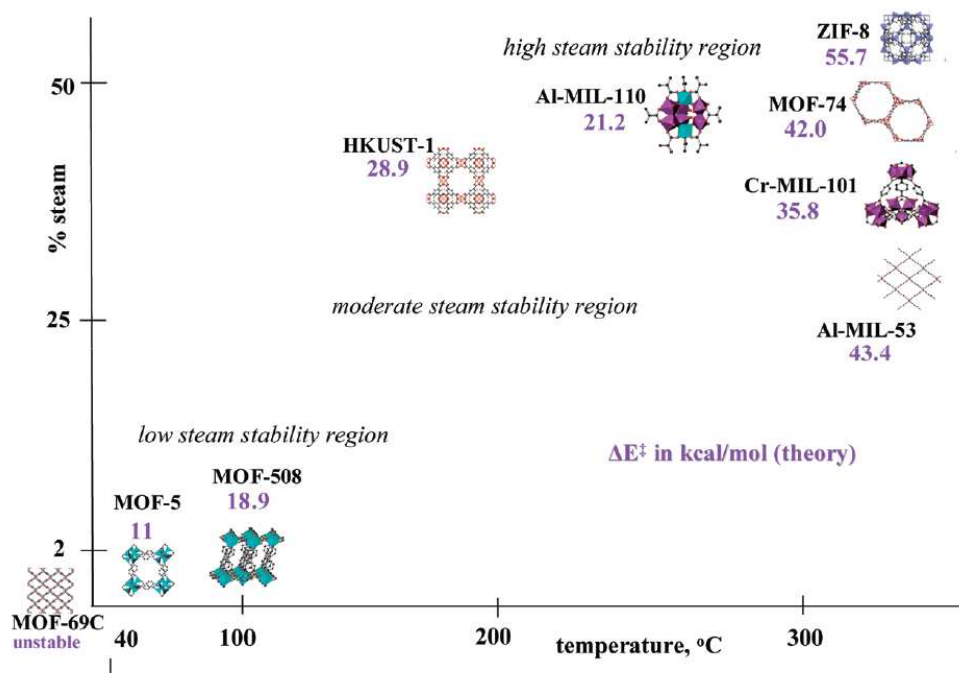 ZIF-8
55.7
high steam stability region
50
Al-MIL-110
21.2
MOF-74
42.0
HKUST-1
28.9
Cr-MIL-101
35.8
% steam
moderate steam stability region
25
Al-MIL-53
43.4
low steam stability region
ΔE‡ in kcal/mol (theory)
MOF-508
18.9
MOF-5
11
2
MOF-69C
unstable
40
100
200
300
temperature, °C